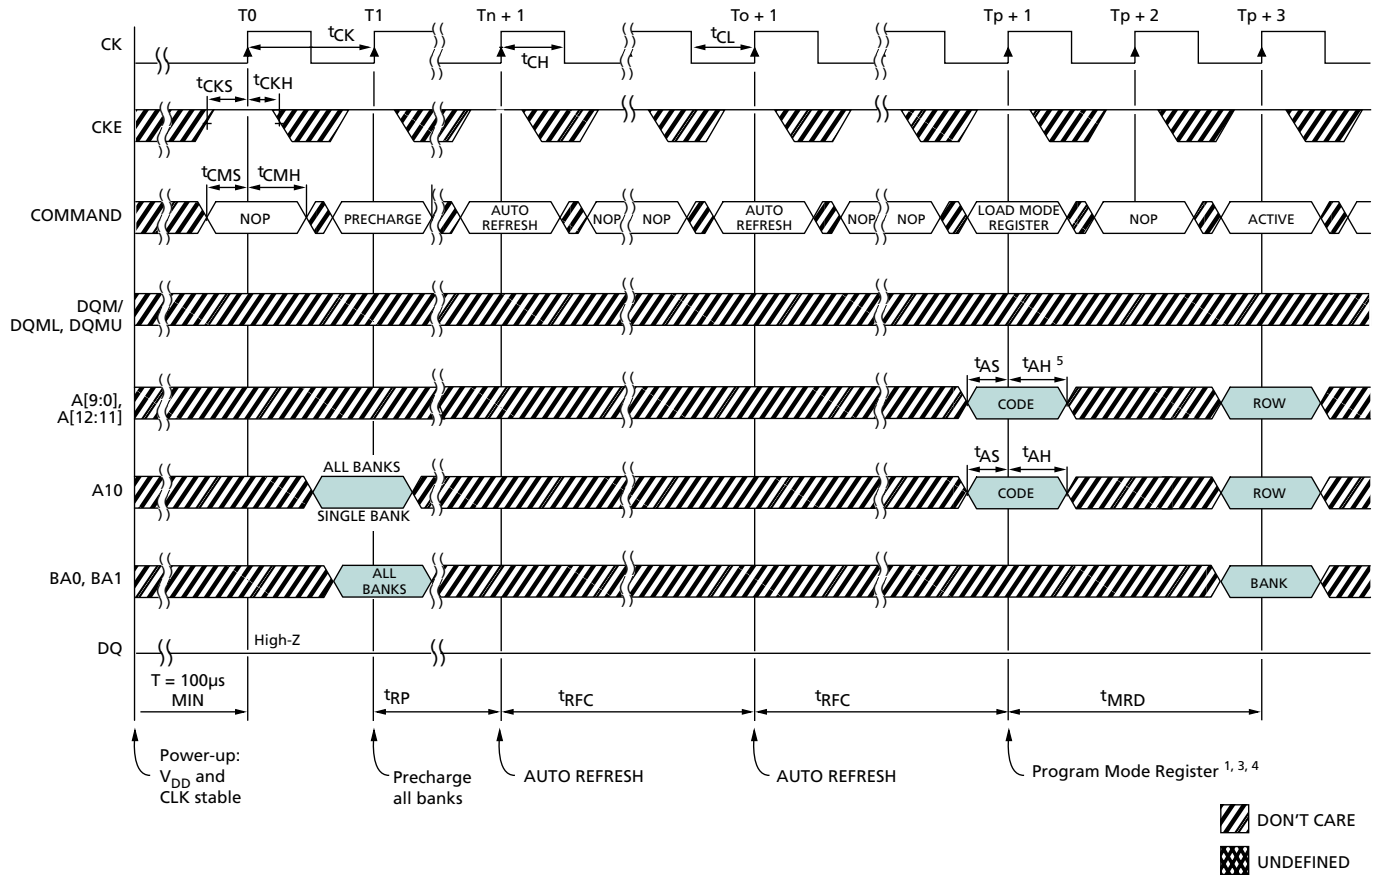 T0 T1 Tn + 1 To + 1 Tp + 1 Tp + 2 Tp + 3
CK
tCK
tCH
tCL
tCKS tCKH
CKE
tCMS tCMH
COMMAND
NOP
PRECHARGE
AUTO
REFRESH
NOP
NOP
AUTO
REFRESH
NOP
NOP
LOAD MODE
REGISTER
NOP
ACTIVE
DQM/
DQML, DQMU
tAS tAH 5
A[9:0],
A[12:11]
CODE
ROW
ALL BANKS
tAS tAH
A10
CODE
ROW
SINGLE BANK
BA0, BA1
ALL
BANKS
BANK
DQ
High-Z
T = 100µs
MIN
tRP
tRFC
tRFC
tMRD
Power-up:
VDD and
CLK stable
Precharge
all banks
AUTO REFRESH
AUTO REFRESH
Program Mode Register 1, 3, 4
DON'T CARE
UNDEFINED